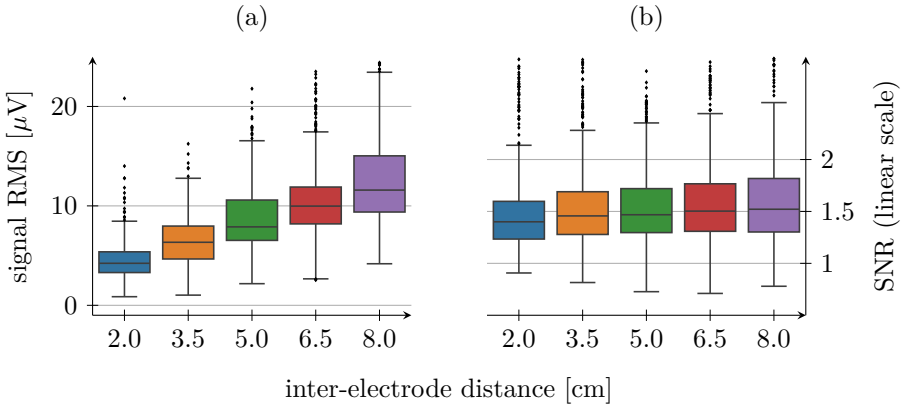 (a)
(b)
signal RMS [μV]
20
10
0
2.0 3.5 5.0 6.5 8.0
2
1.5
1
SNR (linear scale)
2.0 3.5 5.0 6.5 8.0
inter-electrode distance [cm]